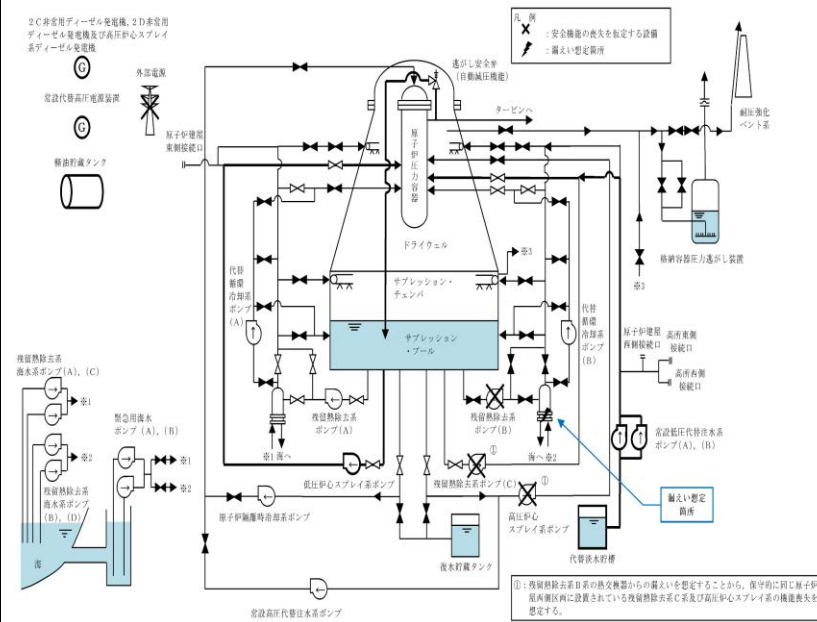 2C非常用ディーゼル発電機,2D非常用
ディーゼル発電機及び高圧炉心スプレイ
系ディーゼル発電機
G
外部電源
常設代替高圧電源装置
G
軽油貯蔵タンク
凡 例
:安全機能の喪失を仮定する設備
:漏えい想定箇所
逃がし安全弁
(自動減圧機能)
タービンへ
耐圧強化
ベント系
原子炉建屋
東側接続口
原子炉圧力容器
ドライウェル
格納容器圧力逃がし装置
※3
※3
サプレッション・
チェンバ
サプレッション
・プール
代替
循環
冷却系
ポンプ
(A)
代替
循環
冷却系
ポンプ
(B)
原子炉建屋
西側接続口
高所東側
接続口
高所西側
接続口
残留熱除去系
海水系ポンプ(A),(C)
※1
緊急用海水
ポンプ(A),(B)
※1
※2
※2
残留熱除去系
海水系ポンプ
(B),(D)
海
残留熱除去系
ポンプ(A)
残留熱除去系
ポンプ(B)
※1 海へ
海へ ※2
常設低圧代替注水系
ポンプ(A),(B)
低圧炉心スプレイ系ポンプ
①
残留熱除去系ポンプ(C)
①
漏えい想定
箇所
原子炉隔離時冷却系ポンプ
高圧炉心
スプレイ系ポンプ
復水貯蔵タンク
代替淡水貯槽
常設高圧代替注水系ポンプ
①:残留熱除去系B系の熱交換器からの漏えいを想定することから,保守的に同じ原子炉
屋西側区画に設置されている残留熱除去系C系及び高圧炉心スプレイ系の機能喪失を
想定する。